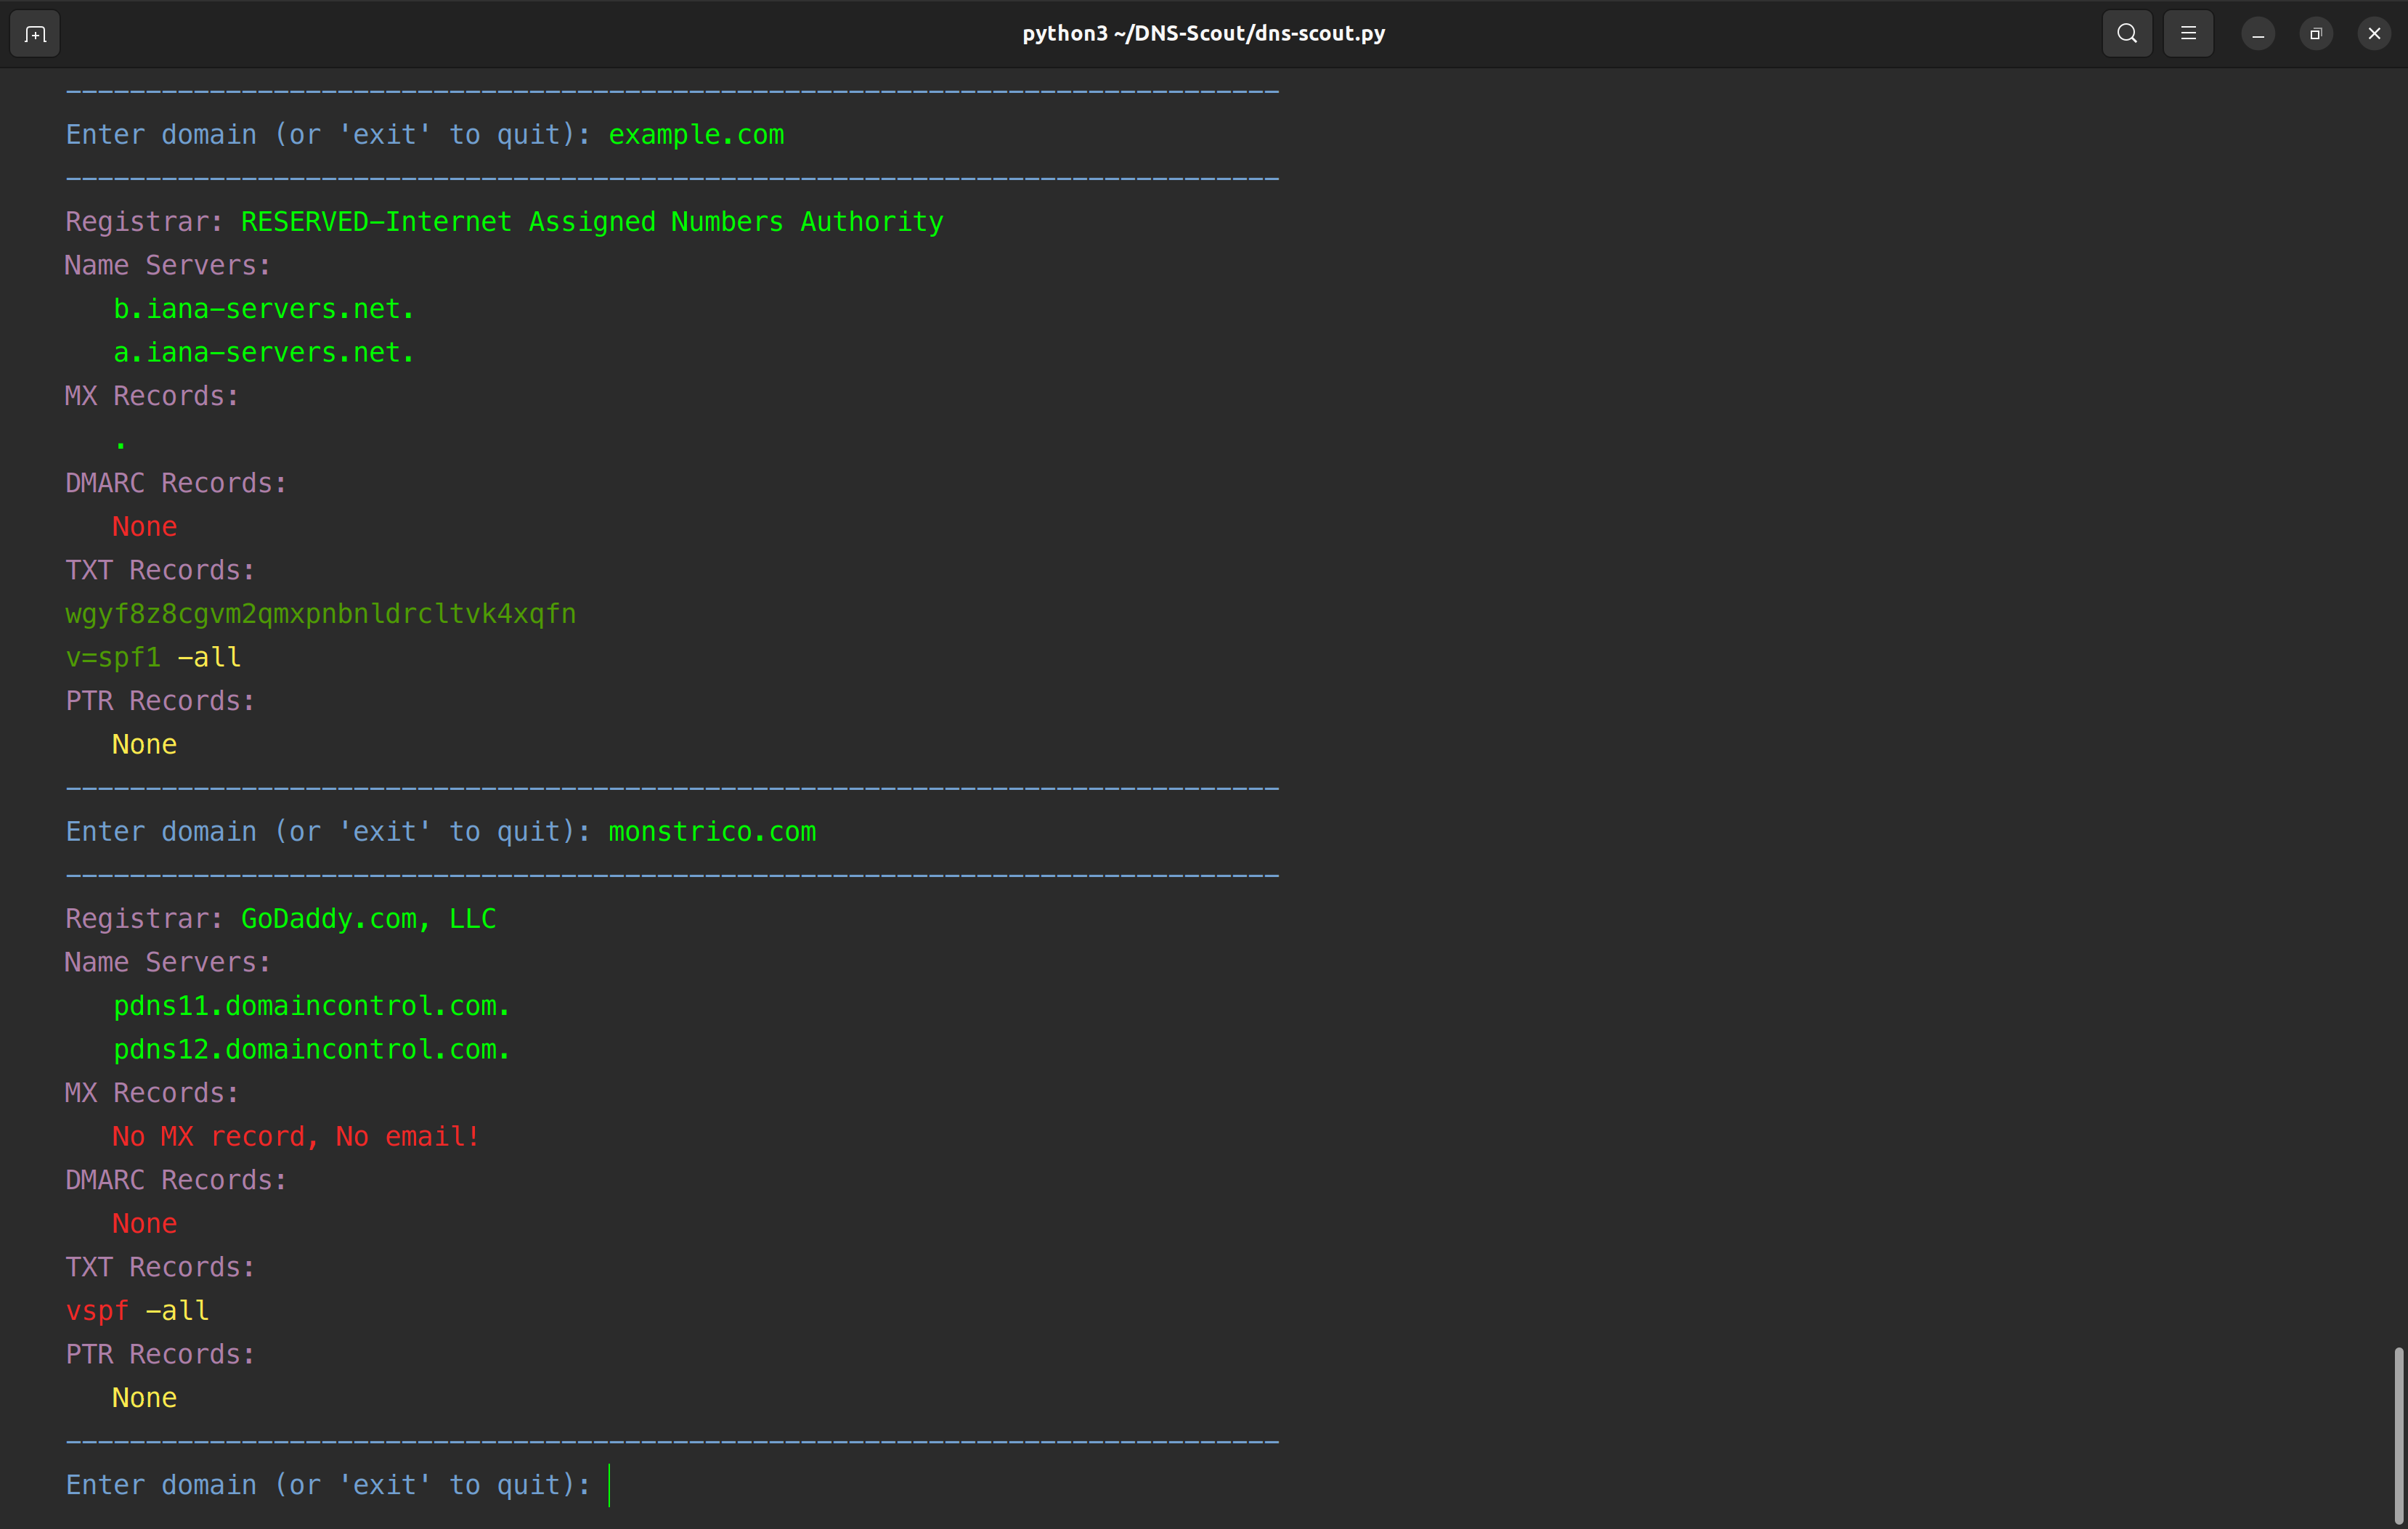 python3 ~/DNS-Scout/dns-scout.py
----------------------------------------------------------------------------
Enter domain (or 'exit' to quit): example.com
----------------------------------------------------------------------------
Registrar: RESERVED-Internet Assigned Numbers Authority
Name Servers:
b.iana-servers.net.
a.iana-servers.net.
MX Records:
.
DMARC Records:
None
TXT Records:
wgyf8z8cgvm2qmxpnbnldrcltvk4xqfn
v=spf1 -all
PTR Records:
None
----------------------------------------------------------------------------
Enter domain (or 'exit' to quit): monstrico.com
----------------------------------------------------------------------------
Registrar: GoDaddy.com, LLC
Name Servers:
pdns11.domaincontrol.com.
pdns12.domaincontrol.com.
MX Records:
No MX record, No email!
DMARC Records:
None
TXT Records:
vspf -all
PTR Records:
None
----------------------------------------------------------------------------
Enter domain (or 'exit' to quit):